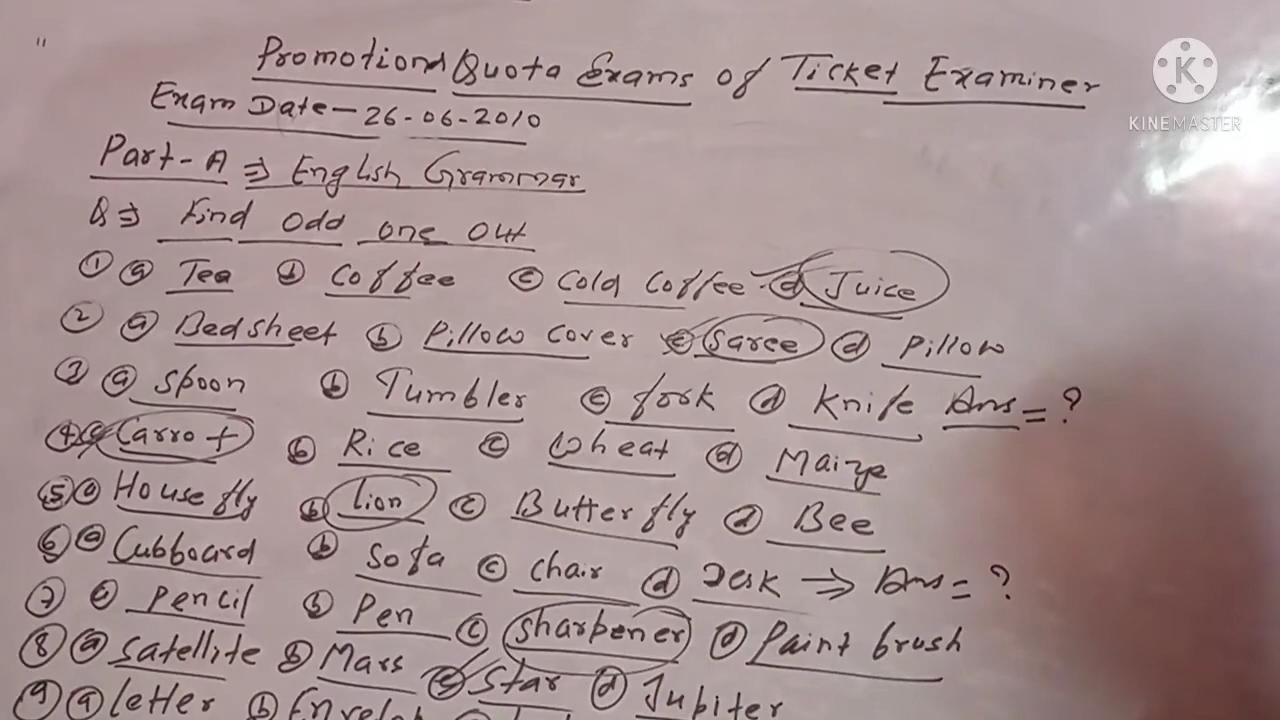 Promotional Quota Exams of Ticket Examiner
KINEMASTER
Exam Date - 26-06-2010
Part-A ⇒ English Grammar
Q ⇒ Find odd one out
① ⓐ Tea ⓑ Coffee ⓒ Cold Coffee ⓓ Juice
② ⓐ Bedsheet ⓑ Pillow cover ⓒ Saree ⓓ Pillow
③ ⓐ Spoon ⓑ Tumbler ⓒ fork ⓓ Knife Ans = ?
④ ⓐ Carrot ⓑ Rice ⓒ Wheat ⓓ Maize
⑤ ⓐ House fly ⓑ lion ⓒ Butterfly ⓓ Bee
⑥ ⓐ Cubboard ⓑ Sofa ⓒ chair ⓓ Desk ⇒ Ans = ?
⑦ ⓐ Pencil ⓑ Pen ⓒ Sharpener ⓓ Paint brush
⑧ ⓐ Satellite ⓑ Mars ⓒ Star ⓓ Jupiter
⑨ ⓐ letter ⓑ